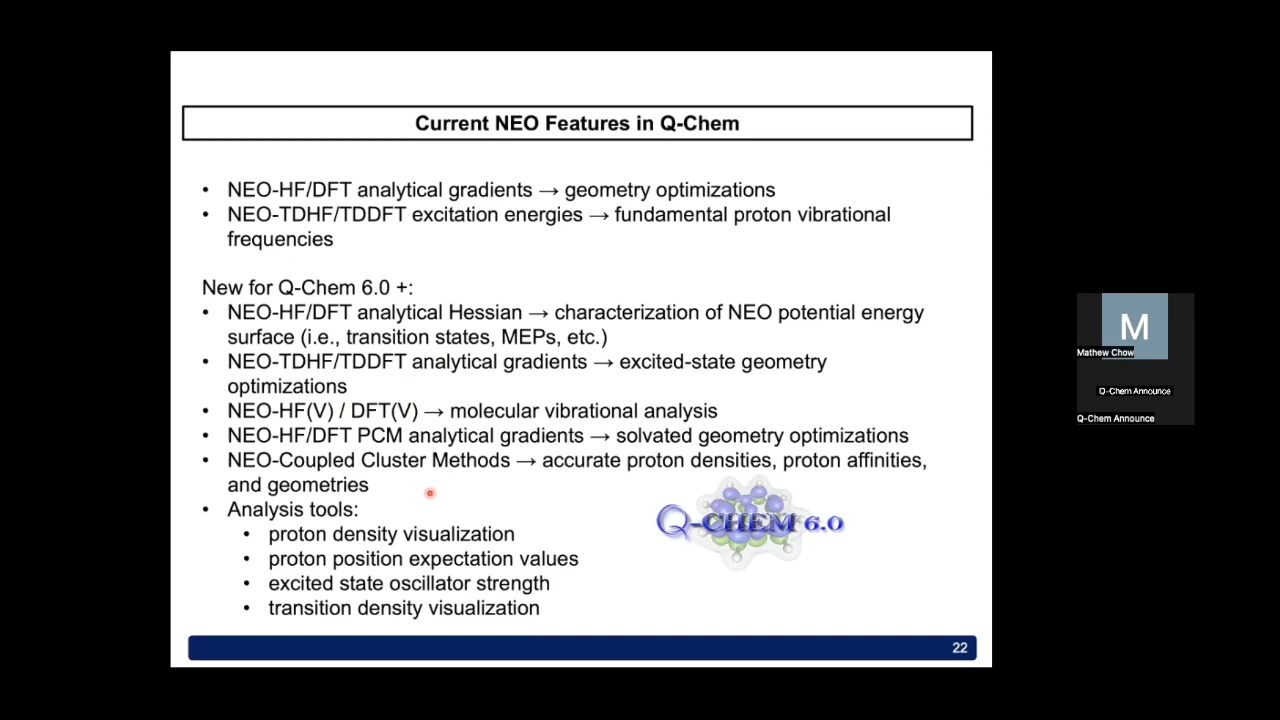 Current NEO Features in Q-Chem
• NEO-HF/DFT analytical gradients → geometry optimizations
• NEO-TDHF/TDDFT excitation energies → fundamental proton vibrational
frequencies
New for Q-Chem 6.0 +:
• NEO-HF/DFT analytical Hessian → characterization of NEO potential energy
surface (i.e., transition states, MEPs, etc.)
• NEO-TDHF/TDDFT analytical gradients → excited-state geometry
optimizations
• NEO-HF(V) / DFT(V) → molecular vibrational analysis
• NEO-HF/DFT PCM analytical gradients → solvated geometry optimizations
• NEO-Coupled Cluster Methods → accurate proton densities, proton affinities,
and geometries
• Analysis tools:
• proton density visualization
• proton position expectation values
• excited state oscillator strength
• transition density visualization
Q-CHEM 6.0
22
M
Mathew Chow
Q-Chem Announce
Q-Chem Announce